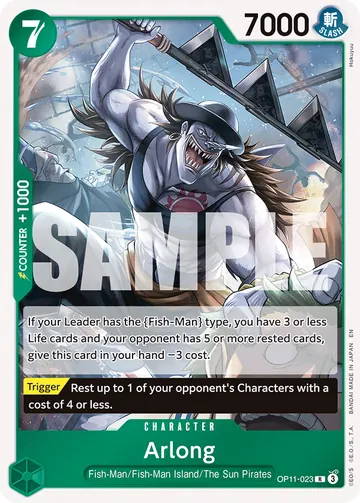 7
7000
斬
SLASH
Hokuyuu
COUNTER +1000
SAMPLE
If your Leader has the {Fish-Man} type, you have 3 or less
Life cards and your opponent has 5 or more rested cards,
give this card in your hand −3 cost.
Trigger Rest up to 1 of your opponent's Characters with a
cost of 4 or less.
CHARACTER
Arlong
Fish-Man/Fish-Man Island/The Sun Pirates
OP11-023 R 3
©E.O/S. ©E.O./S., T.A. BANDAI MADE IN JAPAN EN